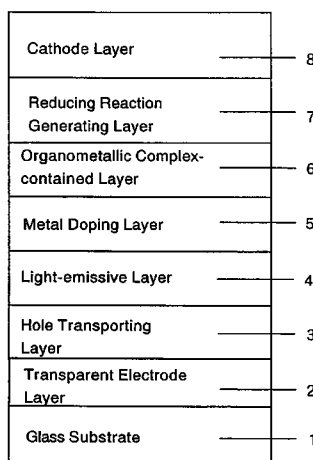 Cathode Layer
8
Reducing Reaction
Generating Layer
7
Organometallic Complex-
contained Layer
6
Metal Doping Layer
5
Light-emissive Layer
4
Hole Transporting
Layer
3
Transparent Electrode
Layer
2
Glass Substrate
1